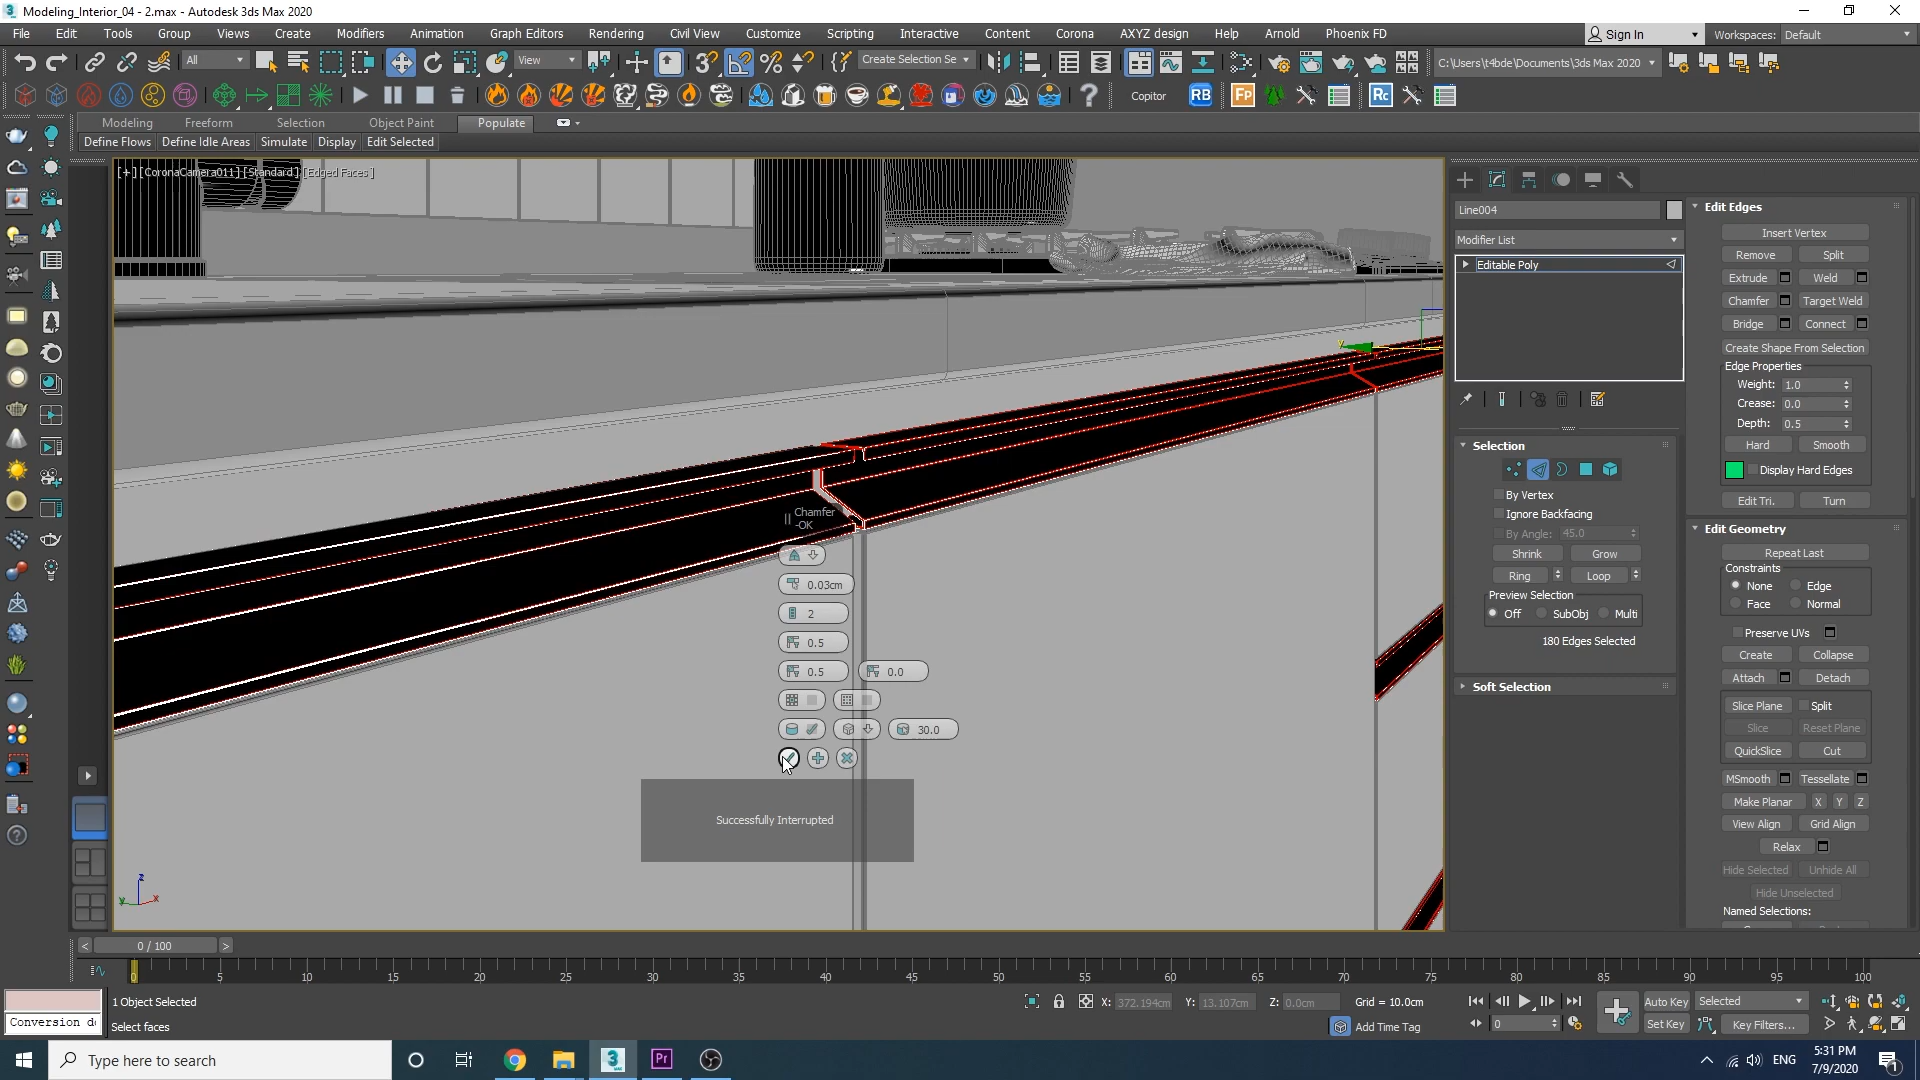 Modeling_Interior_04 - 2.max - Autodesk 3ds Max 2020
File Edit Tools Group Views Create Modifiers Animation Graph Editors Rendering Civil View Customize Scripting Interactive Content Corona AXYZ design Help Arnold Phoenix FD
Sign In Workspaces: Default
All View Create Selection Se C:\Users\t4bde\Documents\3ds Max 2020
Copitor RB Fp Rc
Modeling Freeform Selection Object Paint Populate
Define Flows Define Idle Areas Simulate Display Edit Selected
[+][CoronaCamera011][Standard][Edged Faces]
y
Chamfer
-OK
0.03cm
2
0.5
0.5 0.0
30.0
Successfully Interrupted
z
y x
Line004
Modifier List
Editable Poly
Selection
By Vertex
Ignore Backfacing
By Angle: 45.0
Shrink Grow
Ring Loop
Preview Selection
Off SubObj Multi
180 Edges Selected
Soft Selection
Edit Edges
Insert Vertex
Remove Split
Extrude Weld
Chamfer Target Weld
Bridge Connect
Create Shape From Selection
Edge Properties
Weight: 1.0
Crease: 0.0
Depth: 0.5
Hard Smooth
Display Hard Edges
Edit Tri. Turn
Edit Geometry
Repeat Last
Constraints
None Edge
Face Normal
Preserve UVs
Create Collapse
Attach Detach
Slice Plane Split
Slice Reset Plane
QuickSlice Cut
MSmooth Tessellate
Make Planar X Y Z
View Align Grid Align
Relax
Hide Selected Unhide All
Hide Unselected
Named Selections:
< 0 / 100 >
0 5 10 15 20 25 30 35 40 45 50 55 60 65 70 75 80 85 90 95 100
1 Object Selected X: 372.194cm Y: 13.107cm Z: 0.0cm Grid = 10.0cm Auto Key Selected
Conversion d
Select faces Add Time Tag 0 Set Key Key Filters...
Type here to search
Pr
ENG
5:31 PM
7/9/2020
1